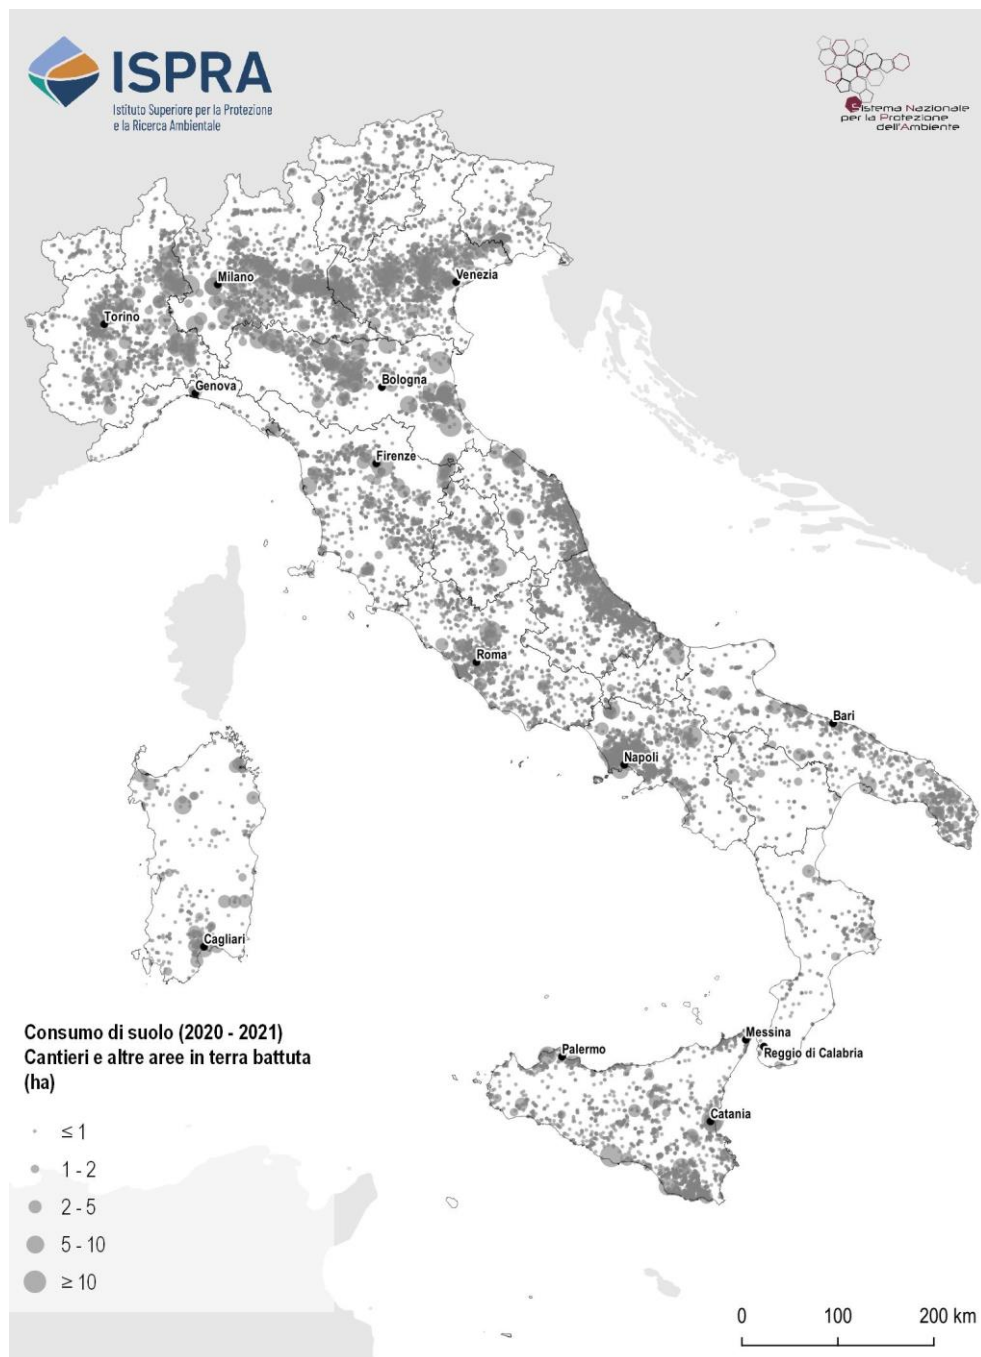 ISPRA
Istituto Superiore per la Protezione
e la Ricerca Ambientale
Sistema Nazionale
per la Protezione
dell'Ambiente
Milano
Venezia
Torino
Genova
Bologna
Firenze
Roma
Bari
Napoli
Cagliari
Messina
Reggio di Calabria
Palermo
Catania
Consumo di suolo (2020 - 2021)
Cantieri e altre aree in terra battuta
(ha)
≤ 1
1 - 2
2 - 5
5 - 10
≥ 10
0 100 200 km